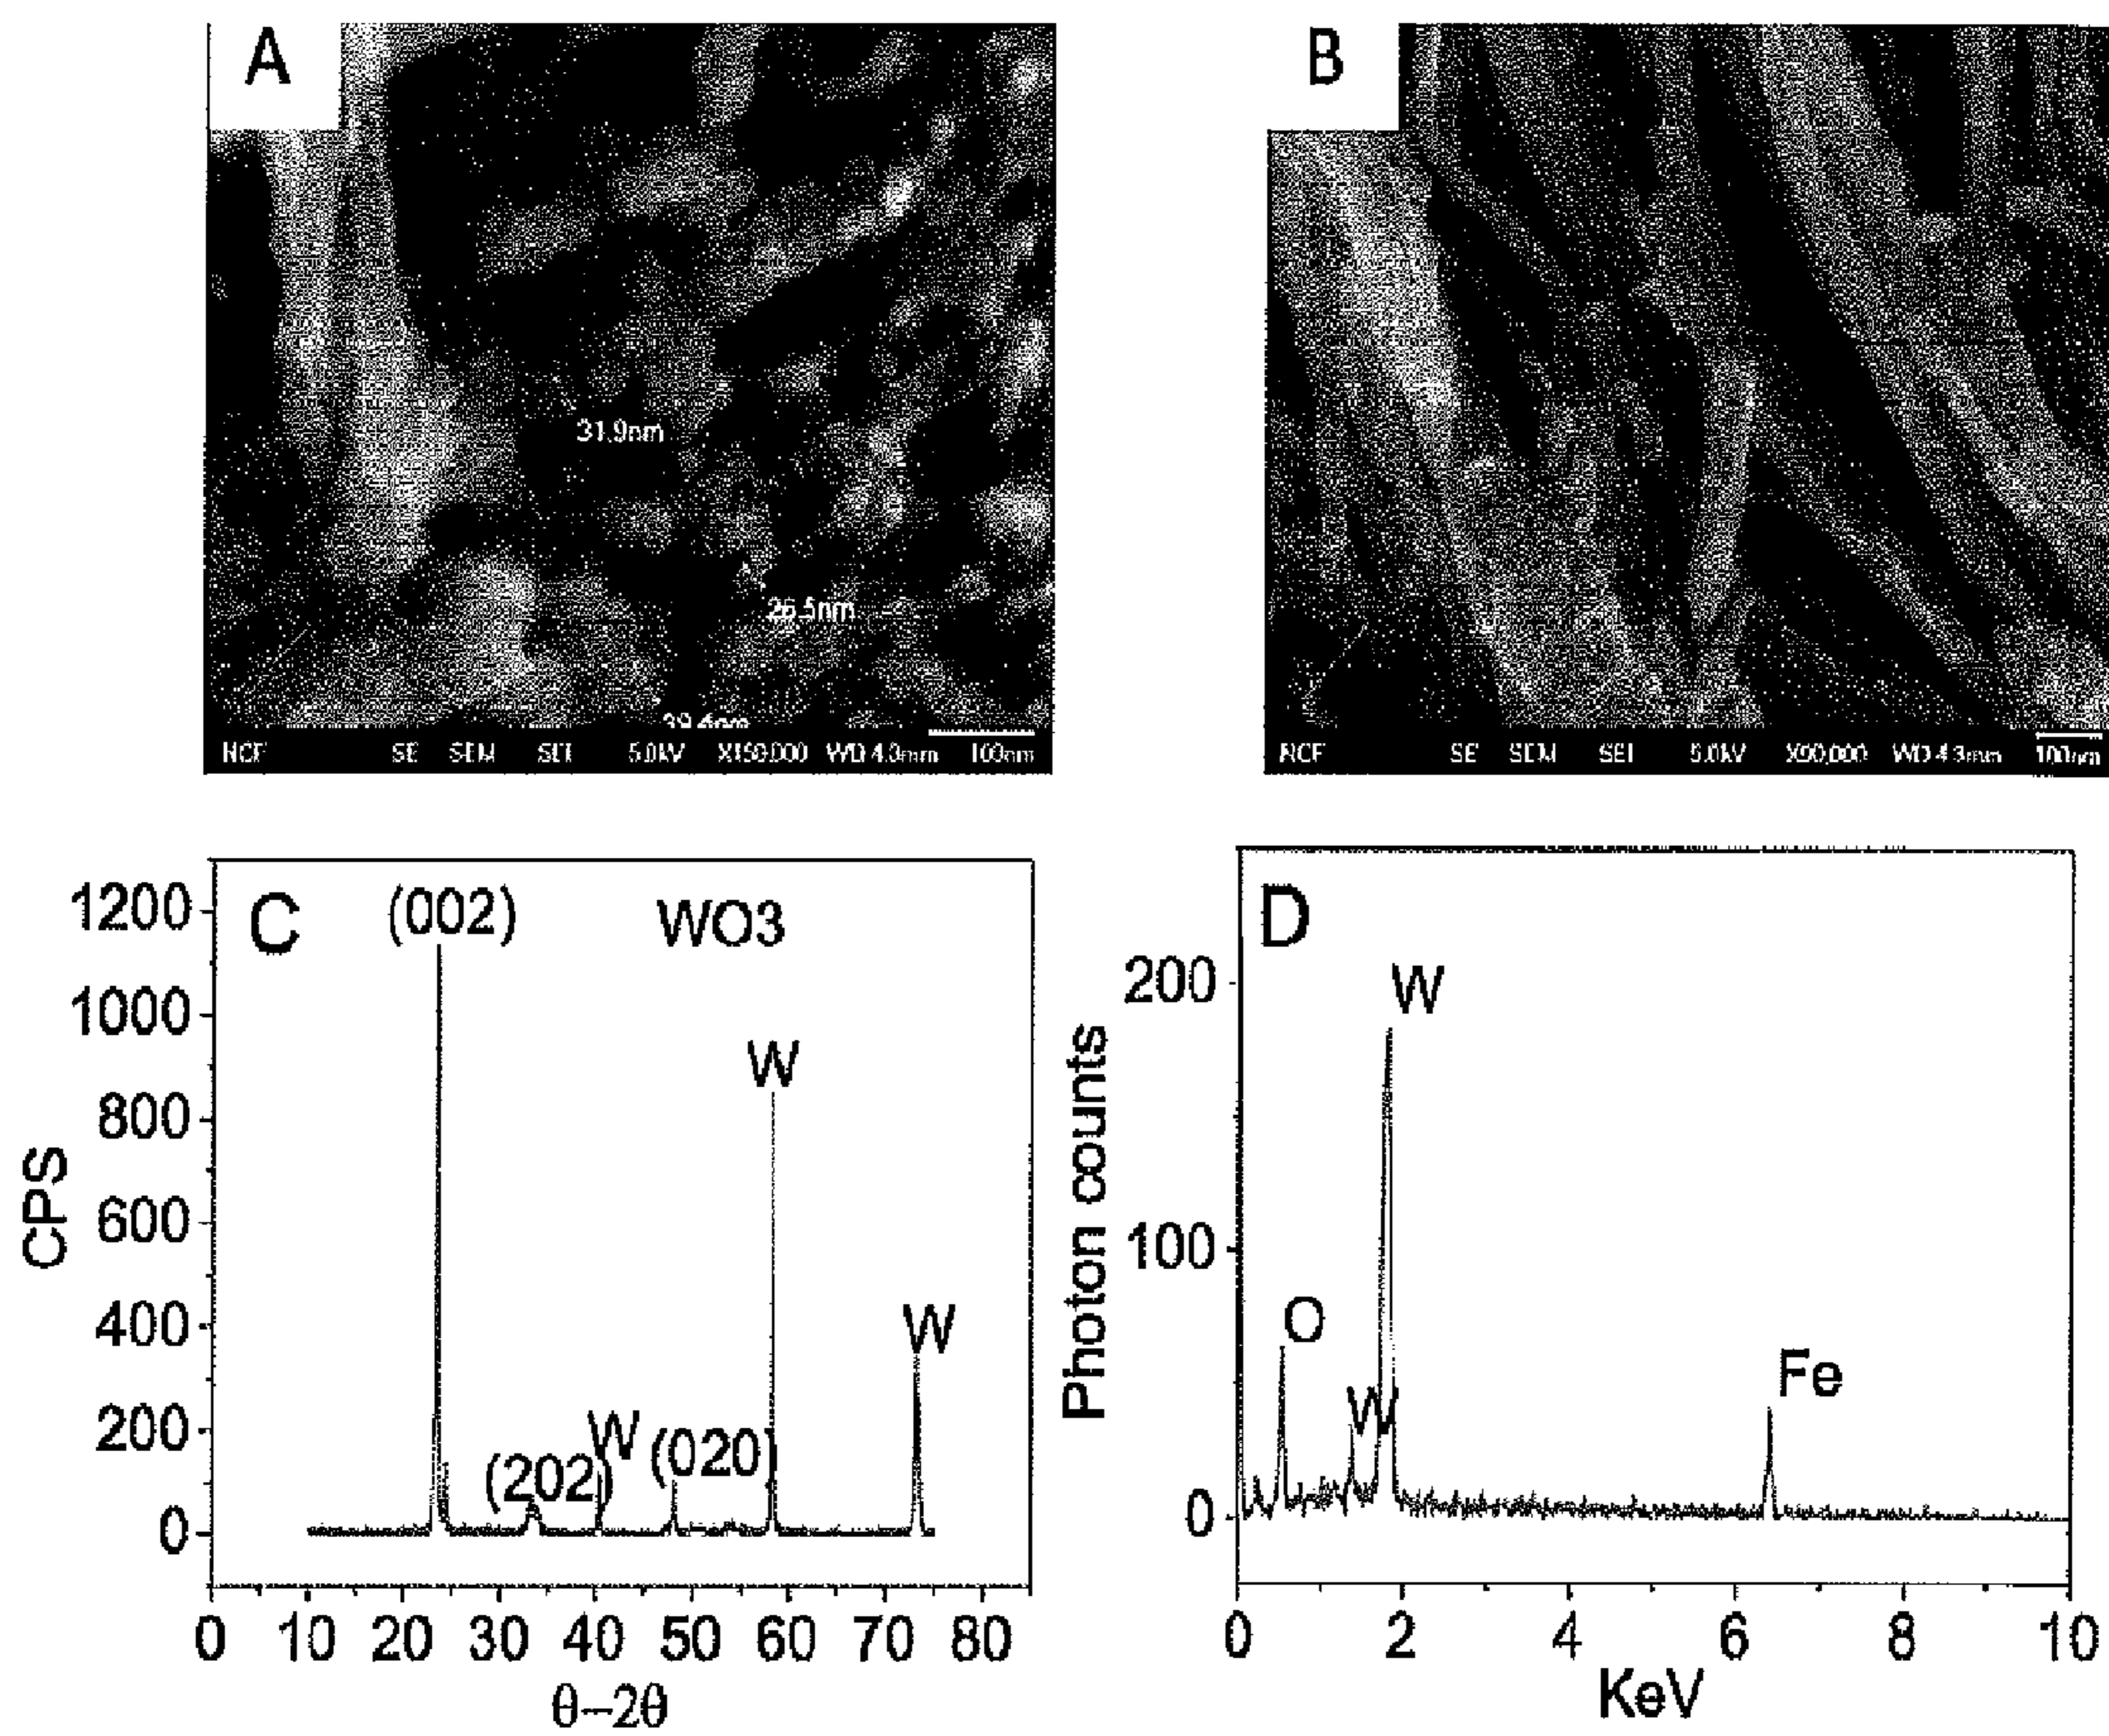 A
B
31.9nm
26.5nm
39.4nm
NCF SE SEM SEI 5.0kV X150,000 WD 4.3mm 100nm
NCF SE SEM SEI 5.0kV X90,000 WD 4.3mm 100nm
C
(002)
WO3
W
W
W
(202)
(020)
1200
1000
800
600
400
200
0
CPS
0 10 20 30 40 50 60 70 80
θ–2θ
D
W
O
W
Fe
200
100
0
Photon counts
0 2 4 6 8 10
KeV